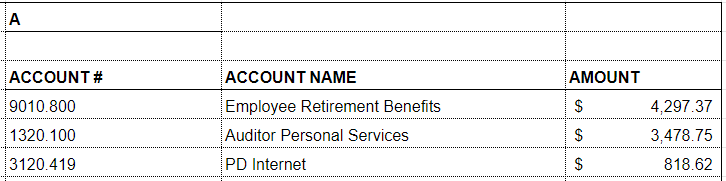 A
ACCOUNT # ACCOUNT NAME AMOUNT
9010.800 Employee Retirement Benefits $ 4,297.37
1320.100 Auditor Personal Services $ 3,478.75
3120.419 PD Internet $ 818.62